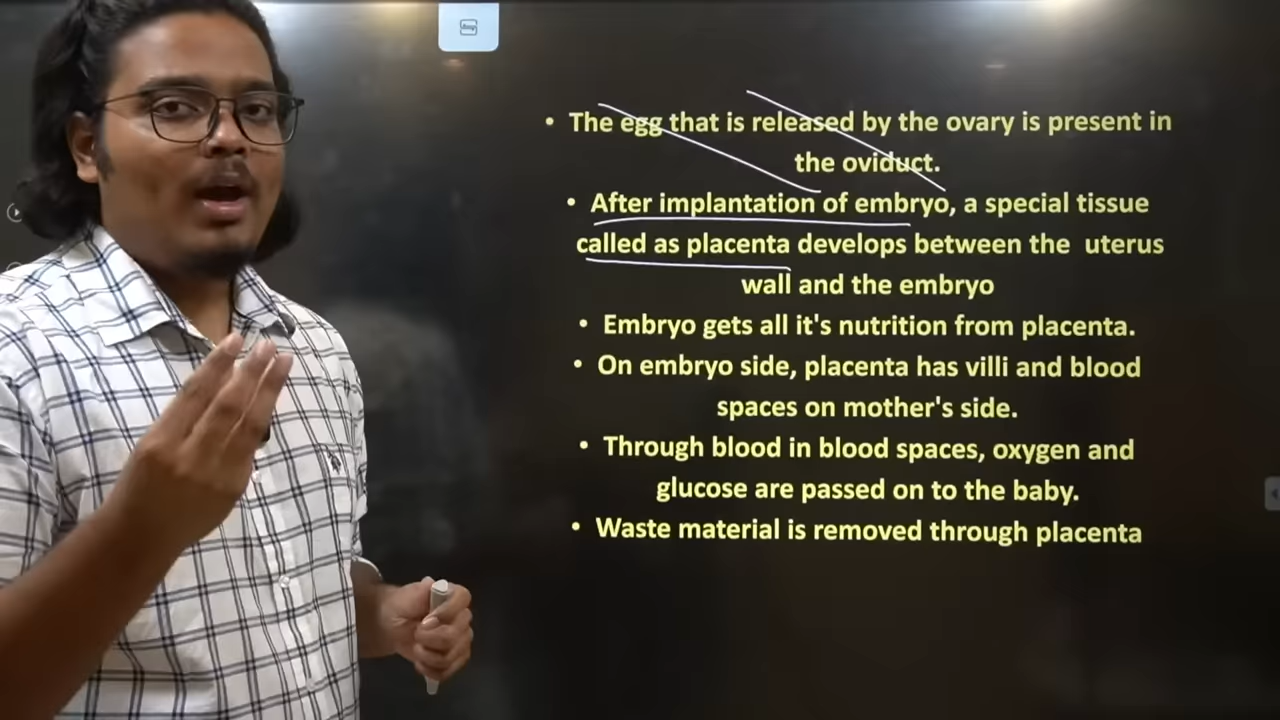 • The egg that is released by the ovary is present in
the oviduct.
• After implantation of embryo, a special tissue
called as placenta develops between the uterus
wall and the embryo
• Embryo gets all it's nutrition from placenta.
• On embryo side, placenta has villi and blood
spaces on mother's side.
• Through blood in blood spaces, oxygen and
glucose are passed on to the baby.
• Waste material is removed through placenta